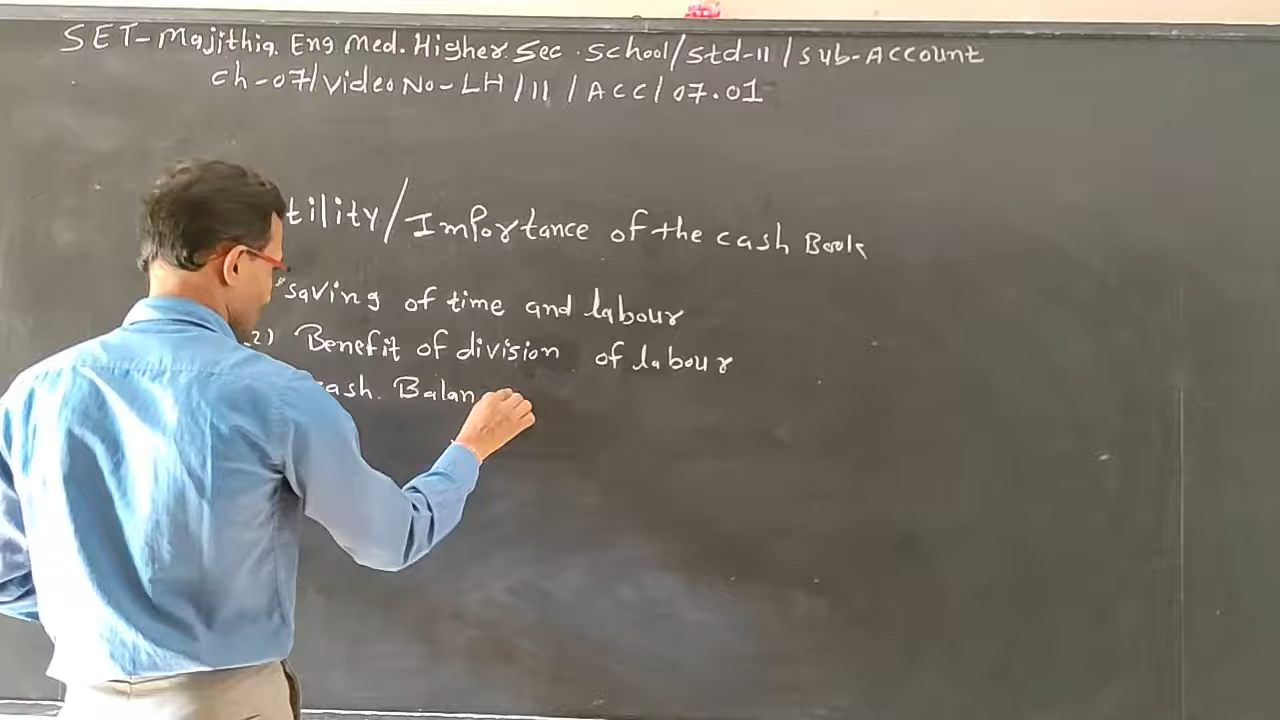 SET-Majithia. Eng Med. Higher. Sec. School/Std-11/Sub-Account
Ch-07/Video No-LH/11/ACC/07.01
tility/Importance of the cash Book
saving of time and labour
2) Benefit of division of labour
cash. Balan